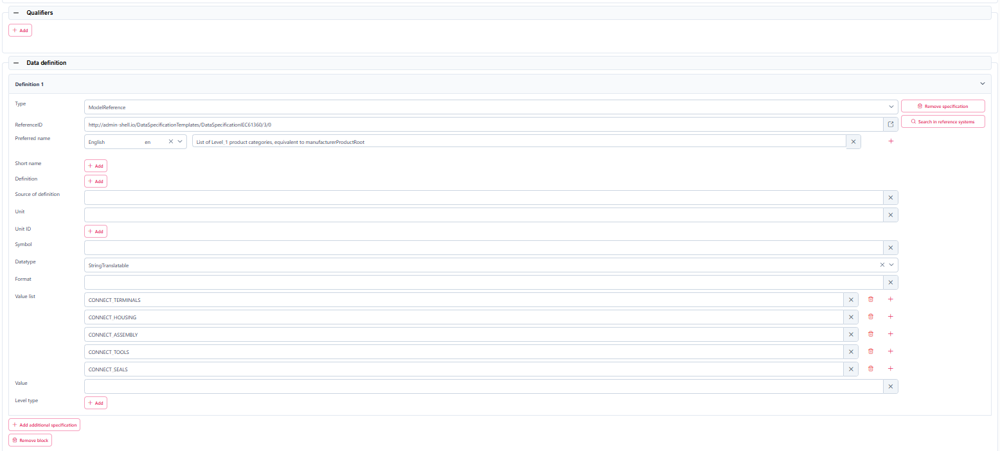 Qualifiers
Add
Data definition
Definition 1
Type
ModelReference
Remove specification
ReferenceID
http://admin-shell.io/DataSpecificationTemplates/DataSpecificationIEC61360/3/0
Search in reference systems
Preferred name
English en
List of Level_1 product categories, equivalent to manufacturerProductRoot
Short name
Add
Definition
Add
Source of definition
Unit
Unit ID
Add
Symbol
Datatype
StringTranslatable
Format
Value list
CONNECT_TERMINALS
CONNECT_HOUSING
CONNECT_ASSEMBLY
CONNECT_TOOLS
CONNECT_SEALS
Value
Level type
Add
Add additional specification
Remove block